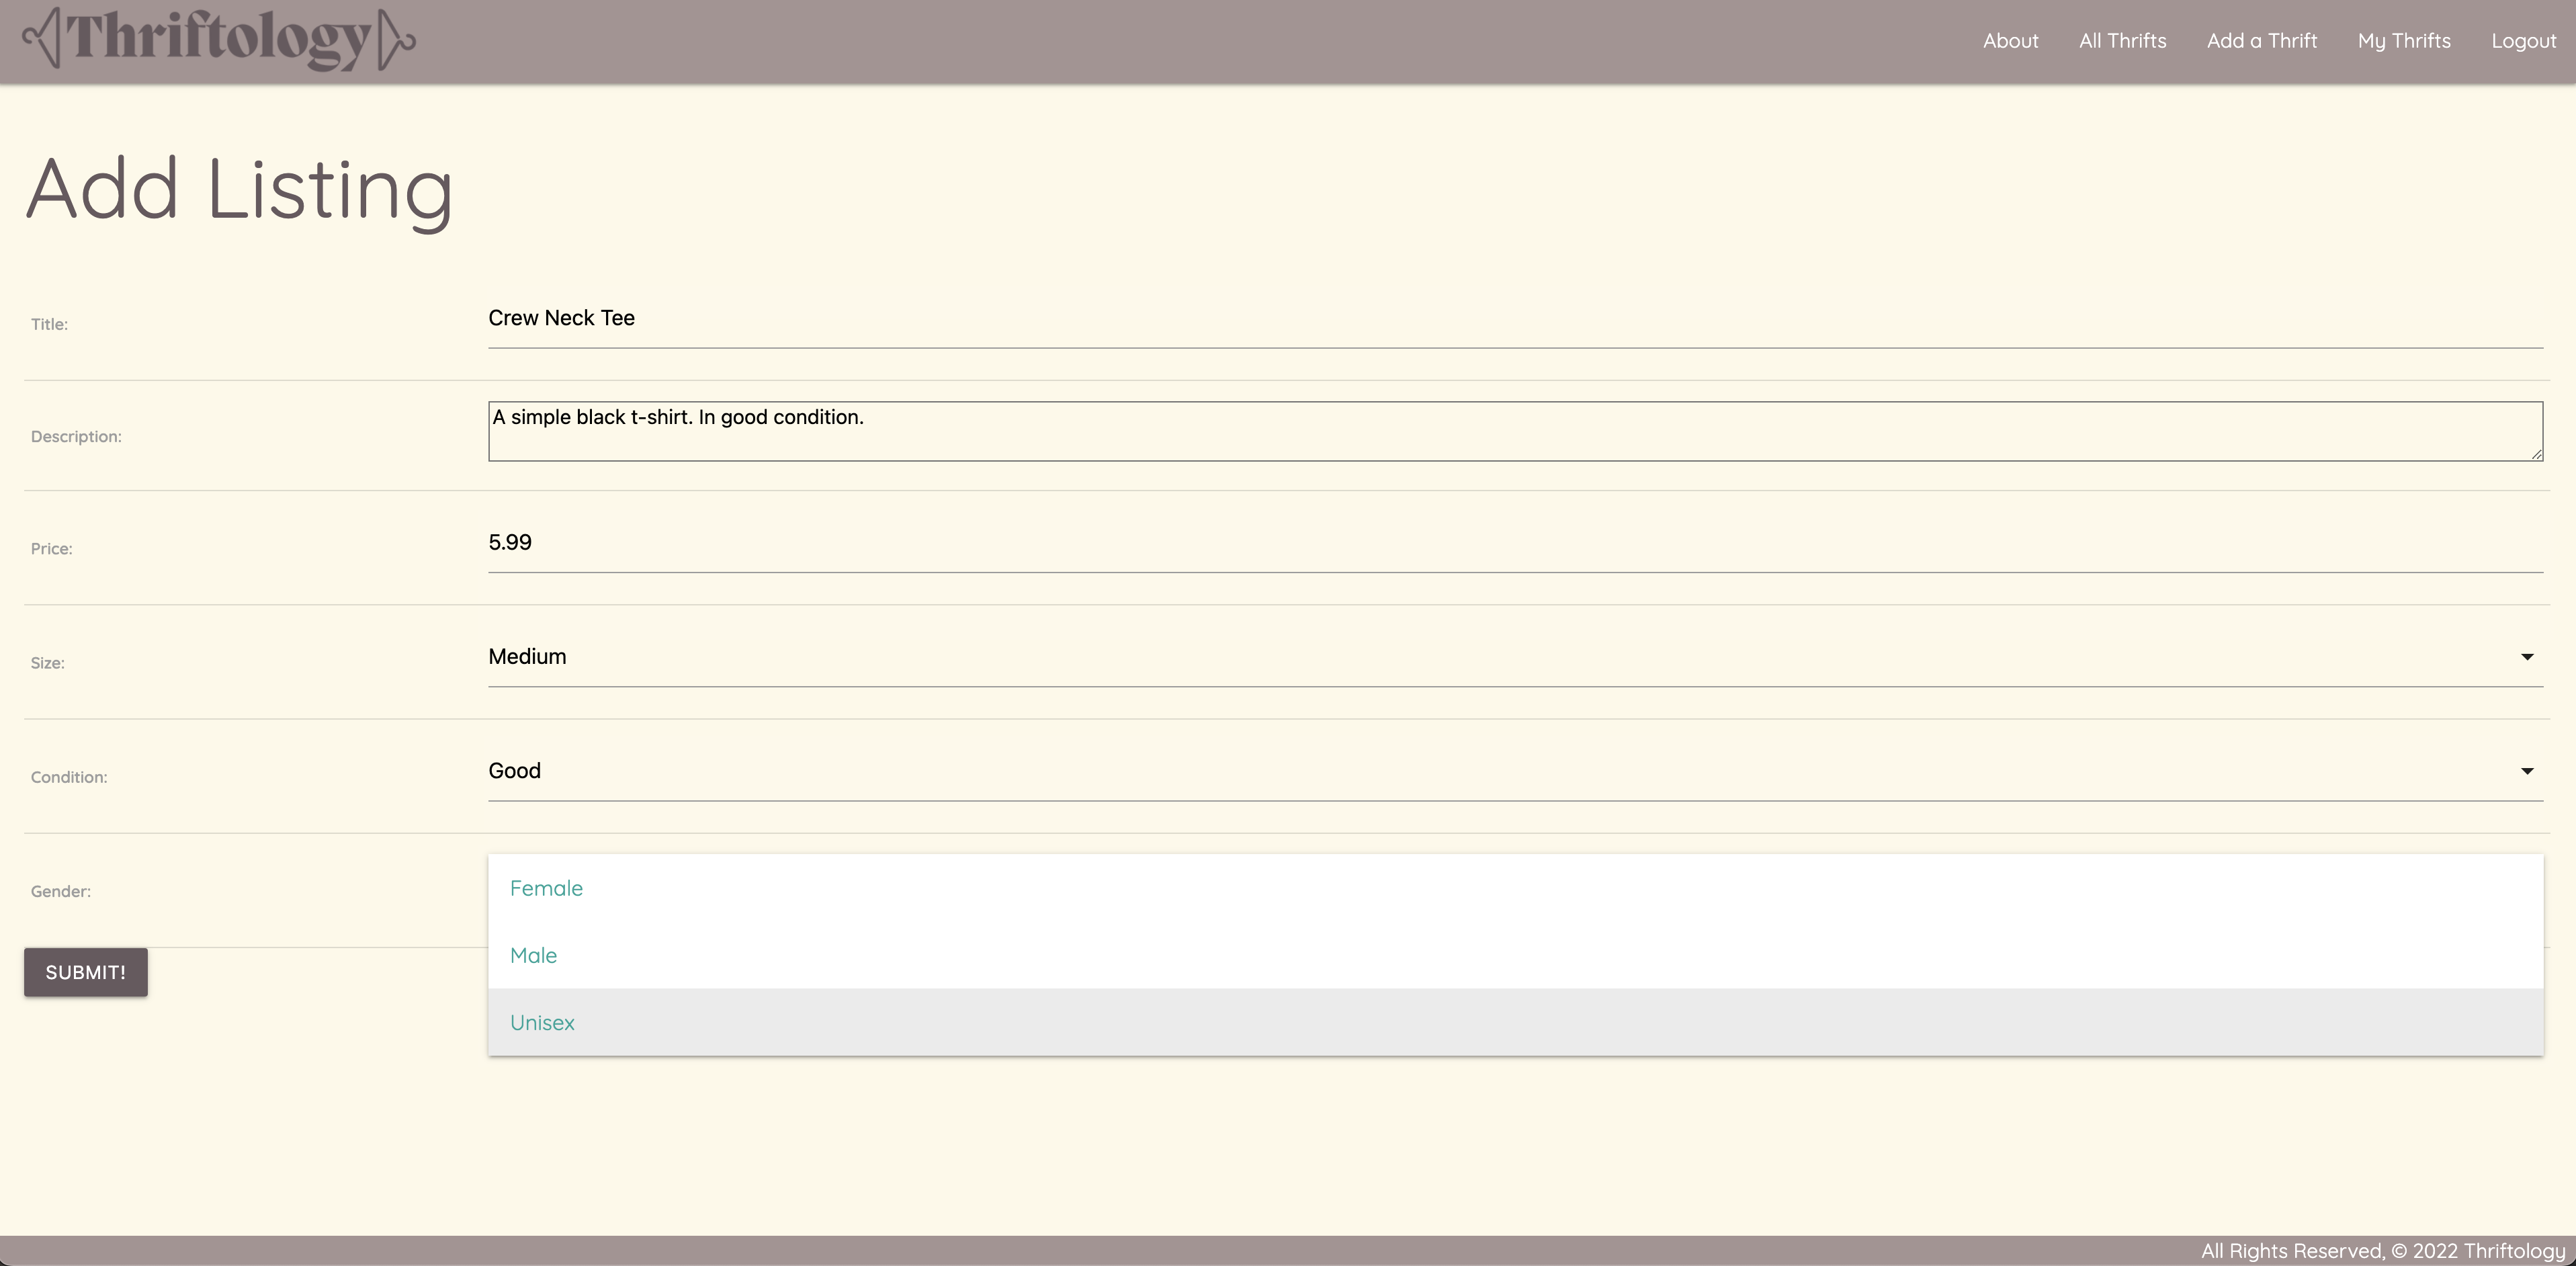 Thriftology
About All Thrifts Add a Thrift My Thrifts Logout
Add Listing
Title: Crew Neck Tee
Description: A simple black t-shirt. In good condition.
Price: 5.99
Size: Medium
Condition: Good
Gender: Female
Male
SUBMIT!
Unisex
All Rights Reserved, © 2022 Thriftology